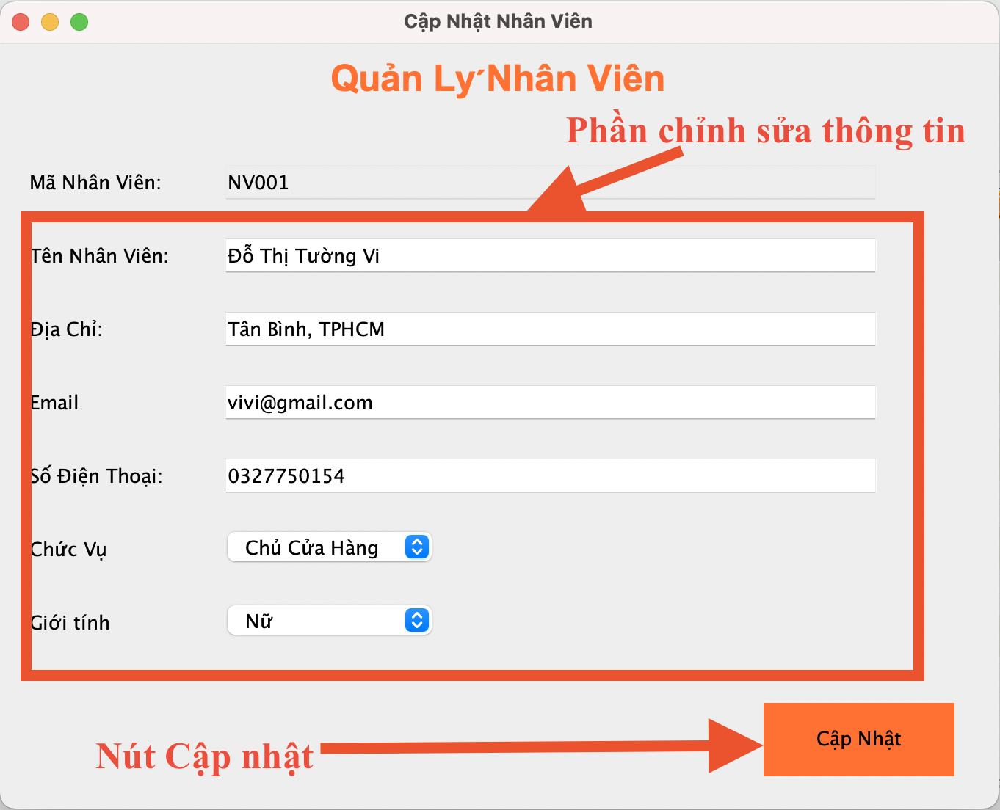 Cập Nhật Nhân Viên
Quản Lý Nhân Viên
Phần chỉnh sửa thông tin
Mã Nhân Viên: NV001
Tên Nhân Viên: Đỗ Thị Tường Vi
Địa Chỉ: Tân Bình, TPHCM
Email vivi@gmail.com
Số Điện Thoại: 0327750154
Chức Vụ Chủ Cửa Hàng
Giới tính Nữ
Cập Nhật
Nút Cập nhật